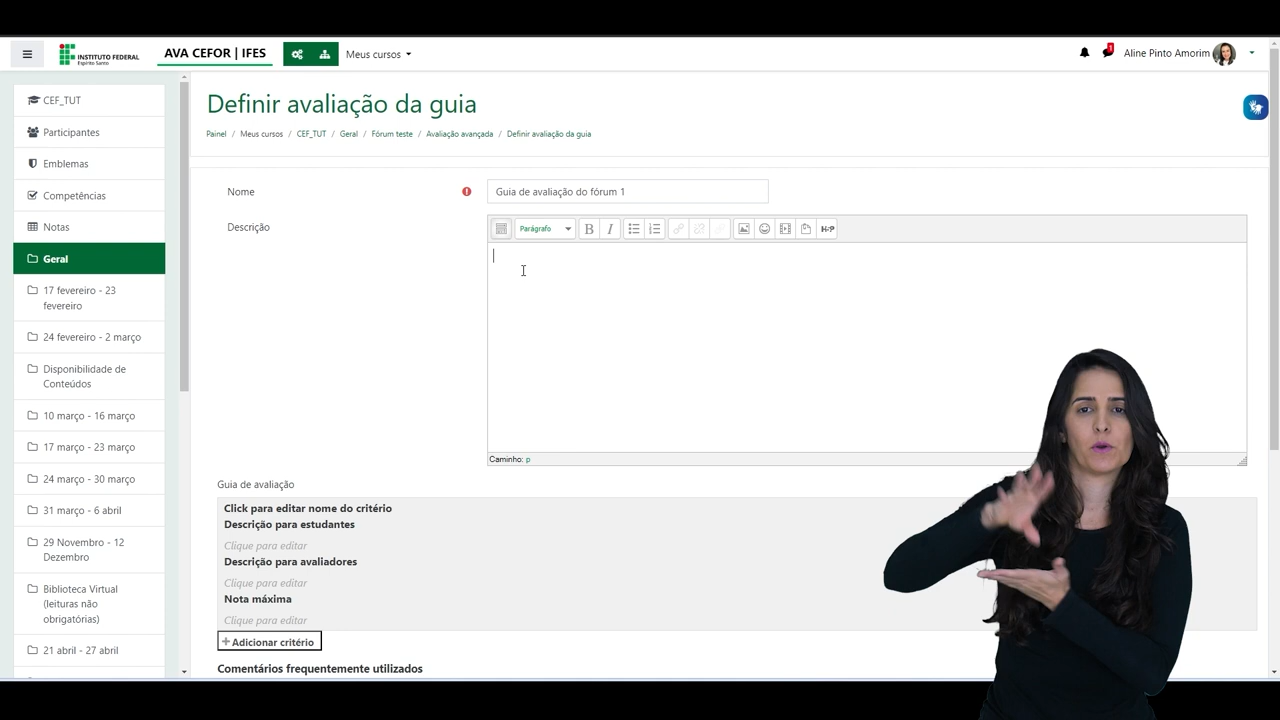 INSTITUTO FEDERAL
Espírito Santo
AVA CEFOR | IFES
Meus cursos
1
Aline Pinto Amorim
CEF_TUT
Participantes
Emblemas
Competências
Notas
Geral
17 fevereiro - 23
fevereiro
24 fevereiro - 2 março
Disponibilidade de
Conteúdos
10 março - 16 março
17 março - 23 março
24 março - 30 março
31 março - 6 abril
29 Novembro - 12
Dezembro
Biblioteca Virtual
(leituras não
obrigatórias)
21 abril - 27 abril
Definir avaliação da guia
Painel / Meus cursos / CEF_TUT / Geral / Fórum teste / Avaliação avançada / Definir avaliação da guia
Nome
Guia de avaliação do fórum 1
Descrição
Parágrafo
B I
H-P
Caminho: p
Guia de avaliação
Click para editar nome do critério
Descrição para estudantes
Clique para editar
Descrição para avaliadores
Clique para editar
Nota máxima
Clique para editar
+ Adicionar critério
Comentários frequentemente utilizados